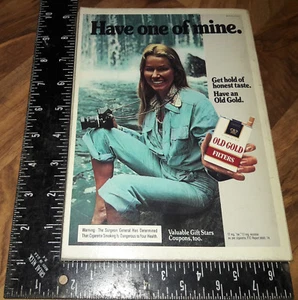 Have one of mine.
Get hold of
honest taste.
Have an
Old Gold.
OLD GOLD
FILTERS
Warning: The Surgeon General Has Determined
That Cigarette Smoking Is Dangerous to Your Health.
Valuable Gift Stars
Coupons, too.